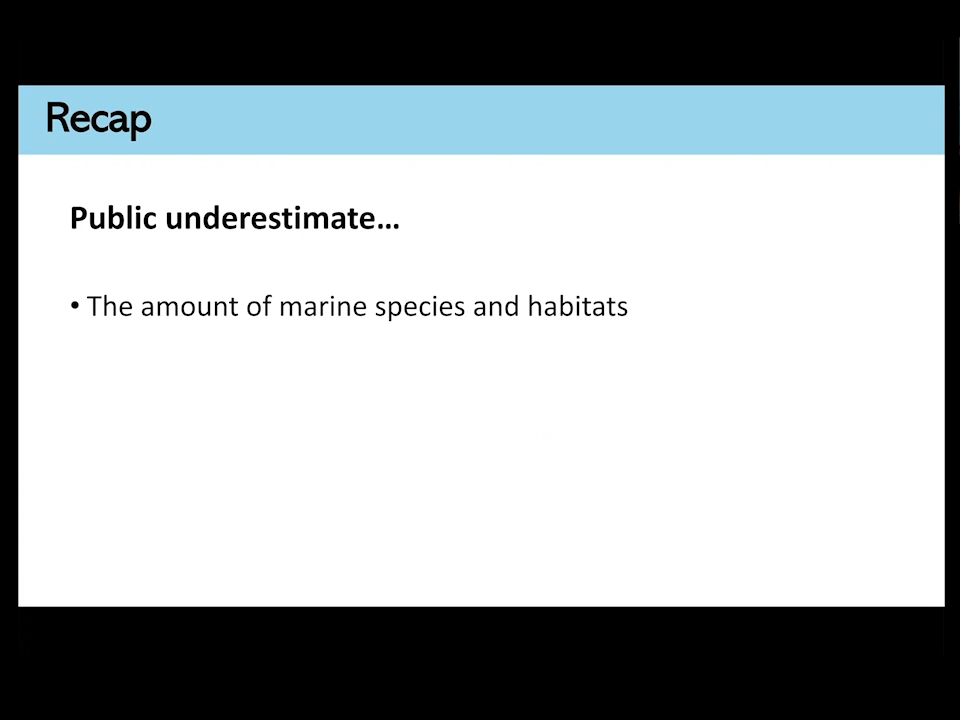 Recap
Public underestimate…
• The amount of marine species and habitats